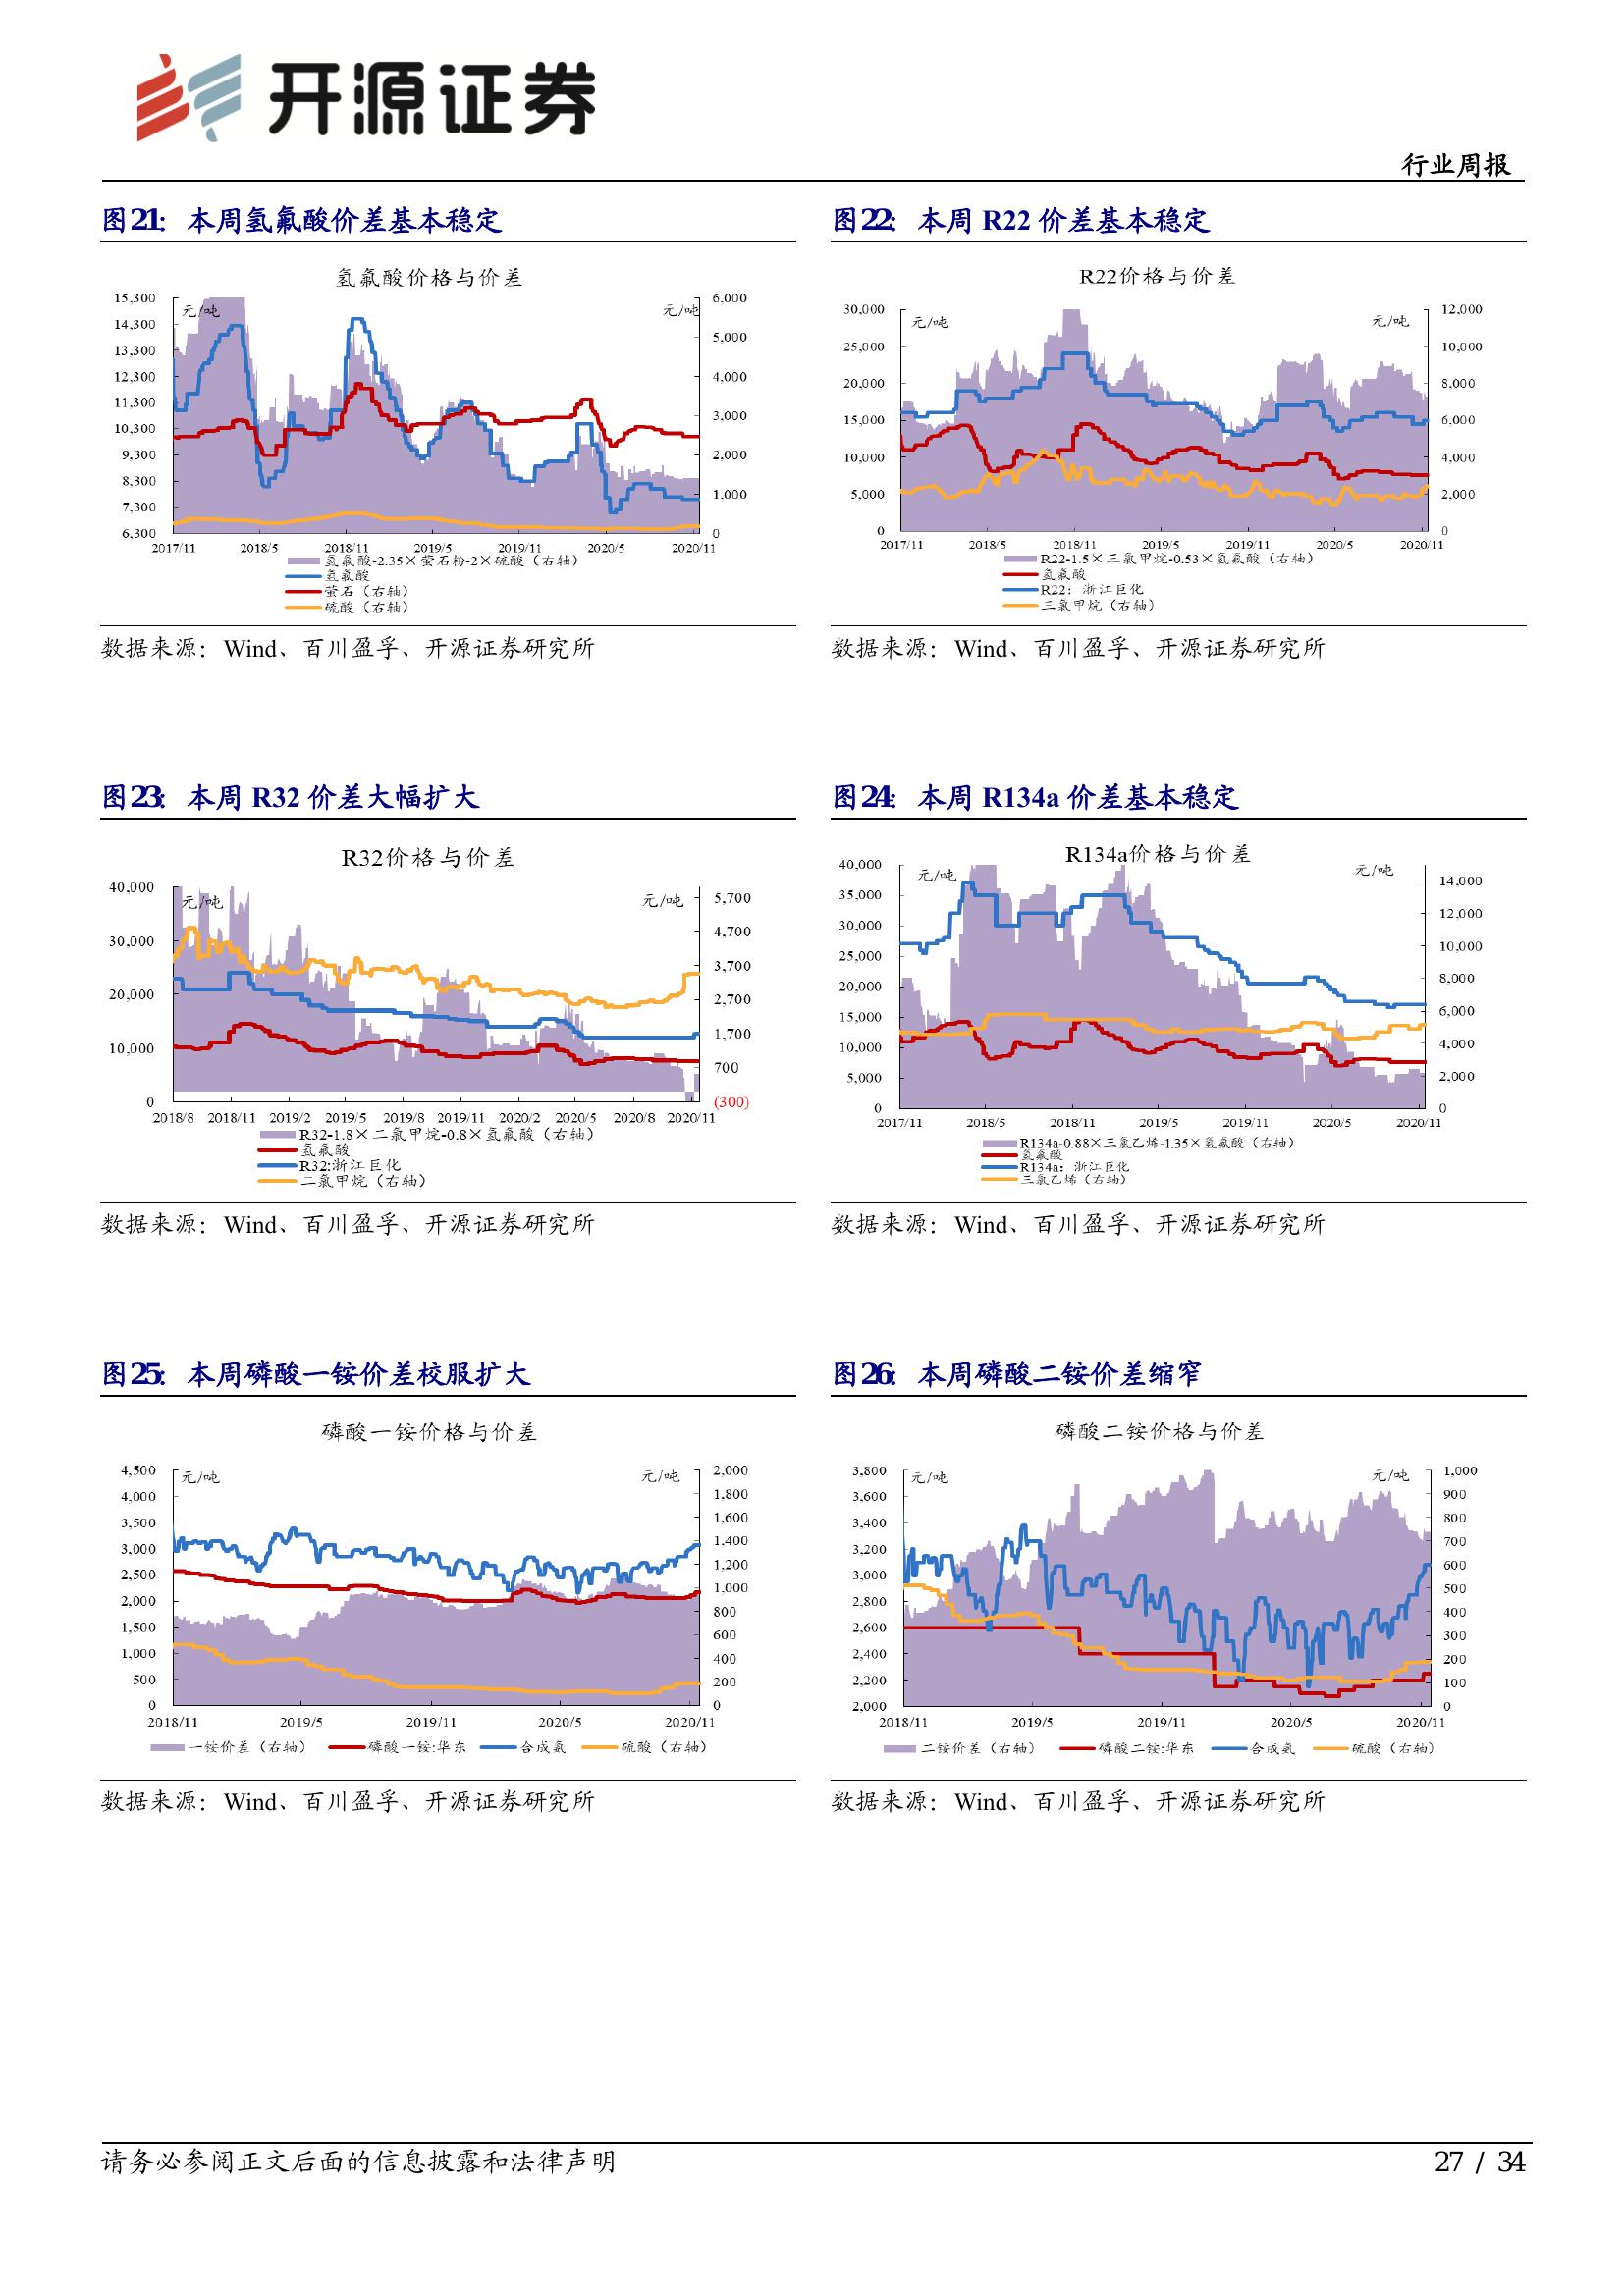 开源证券
行业周报
图21： 本周氢氟酸价差基本稳定
图22： 本周 R22 价差基本稳定
氢氟酸价格与价差
元/吨
元/吨
15,300
14,300
13,300
12,300
11,300
10,300
9,300
8,300
7,300
6,300
6,000
5,000
4,000
3,000
2,000
1,000
0
2017/11 2018/5 2018/11 2019/5 2019/11 2020/5 2020/11
氢氟酸-2.35×萤石粉-2×硫酸（右轴）
氢氟酸
萤石（右轴）
硫酸（右轴）
R22价格与价差
元/吨
元/吨
30,000
25,000
20,000
15,000
10,000
5,000
0
12,000
10,000
8,000
6,000
4,000
2,000
0
2017/11 2018/5 2018/11 2019/5 2019/11 2020/5 2020/11
R22-1.5×三氯甲烷-0.53×氢氟酸（右轴）
氢氟酸
R22：浙江巨化
三氯甲烷（右轴）
数据来源：Wind、百川盈孚、开源证券研究所
数据来源：Wind、百川盈孚、开源证券研究所
图23： 本周 R32 价差大幅扩大
图24： 本周 R134a 价差基本稳定
R32价格与价差
元/吨
元/吨
40,000
30,000
20,000
10,000
0
5,700
4,700
3,700
2,700
1,700
700
(300)
2018/8 2018/11 2019/2 2019/5 2019/8 2019/11 2020/2 2020/5 2020/8 2020/11
R32-1.8×二氯甲烷-0.8×氢氟酸（右轴）
氢氟酸
R32:浙江巨化
二氯甲烷（右轴）
R134a价格与价差
元/吨
元/吨
40,000
35,000
30,000
25,000
20,000
15,000
10,000
5,000
0
14,000
12,000
10,000
8,000
6,000
4,000
2,000
0
2017/11 2018/5 2018/11 2019/5 2019/11 2020/5 2020/11
R134a-0.88×三氯乙烯-1.35×氢氟酸（右轴）
氢氟酸
R134a：浙江巨化
三氯乙烯（右轴）
数据来源：Wind、百川盈孚、开源证券研究所
数据来源：Wind、百川盈孚、开源证券研究所
图25： 本周磷酸一铵价差校服扩大
图26： 本周磷酸二铵价差缩窄
磷酸一铵价格与价差
元/吨
元/吨
4,500
4,000
3,500
3,000
2,500
2,000
1,500
1,000
500
0
2,000
1,800
1,600
1,400
1,200
1,000
800
600
400
200
0
2018/11 2019/5 2019/11 2020/5 2020/11
一铵价差（右轴） 磷酸一铵:华东 合成氨 硫酸（右轴）
磷酸二铵价格与价差
元/吨
元/吨
3,800
3,600
3,400
3,200
3,000
2,800
2,600
2,400
2,200
2,000
1,000
900
800
700
600
500
400
300
200
100
0
2018/11 2019/5 2019/11 2020/5 2020/11
二铵价差（右轴） 磷酸二铵:华东 合成氨 硫酸（右轴）
数据来源：Wind、百川盈孚、开源证券研究所
数据来源：Wind、百川盈孚、开源证券研究所
请务必参阅正文后面的信息披露和法律声明
27 / 34